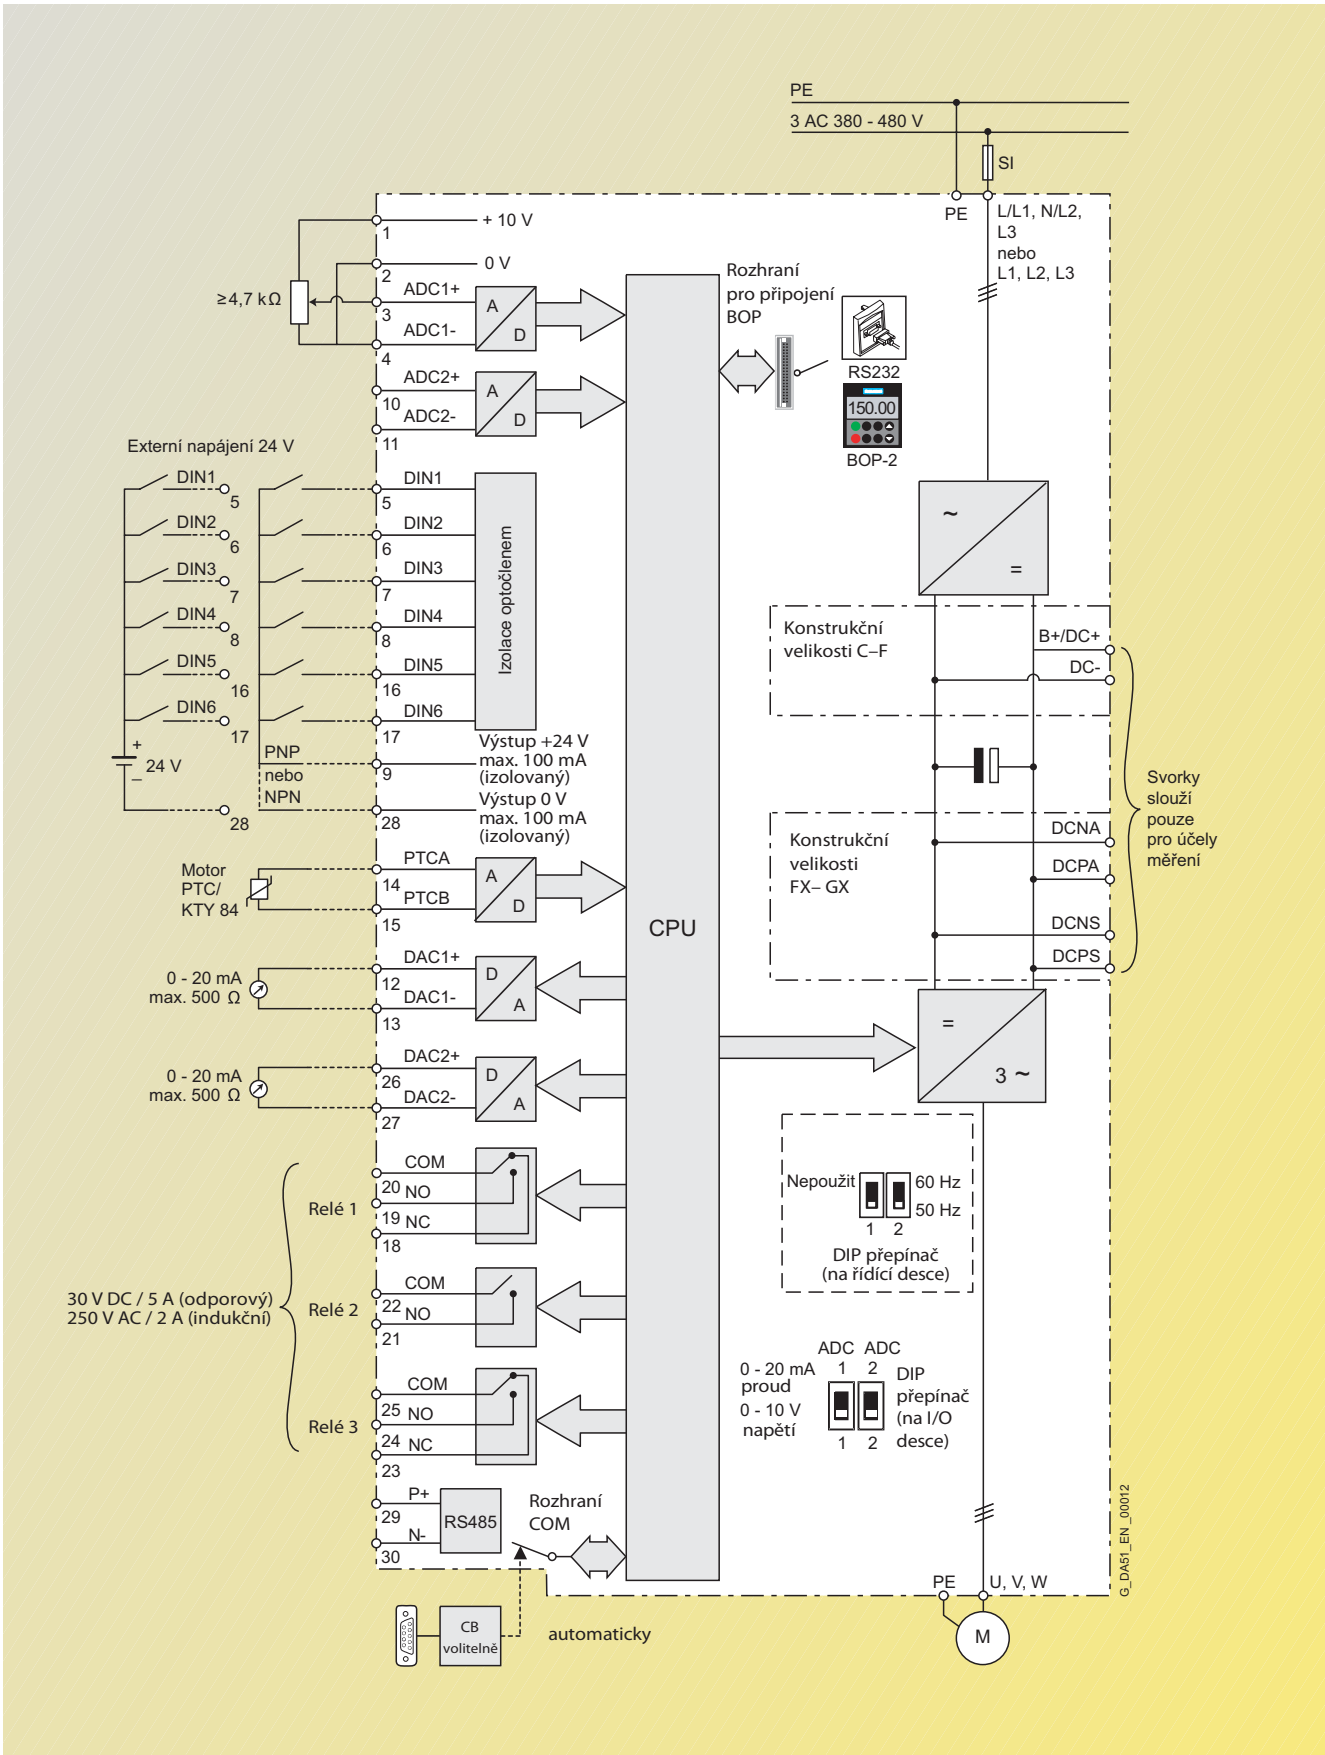 PE
3 AC 380 - 480 V
SI
PE
L/L1, N/L2,
L3
nebo
L1, L2, L3
1
+ 10 V
2
0 V
≥4,7 kΩ
ADC1+
3
ADC1-
4
A
D
ADC2+
10
ADC2-
11
A
D
Rozhraní
pro připojení
BOP
RS232
150.00
BOP-2
Externí napájení 24 V
DIN1
5
DIN2
6
DIN3
7
DIN4
8
DIN5
16
DIN6
17
+
24 V
–
28
DIN1
5
DIN2
6
DIN3
7
DIN4
8
DIN5
16
DIN6
17
Izolace optočlenem
PNP
nebo
NPN
9
28
Výstup +24 V
max. 100 mA
(izolovaný)
Výstup 0 V
max. 100 mA
(izolovaný)
Motor
PTC/
KTY 84
PTCA
14
PTCB
15
A
D
CPU
0 - 20 mA
max. 500 Ω
DAC1+
12
DAC1-
13
D
A
0 - 20 mA
max. 500 Ω
DAC2+
26
DAC2-
27
D
A
30 V DC / 5 A (odporový)
250 V AC / 2 A (indukční)
Relé 1
COM
20
NO
19
NC
18
Relé 2
COM
22
NO
21
Relé 3
COM
25
NO
24
NC
23
P+
29
N-
30
RS485
Rozhraní
COM
CB
volitelně
automaticky
~
=
Konstrukční
velikosti C–F
B+/DC+
DC-
Konstrukční
velikosti
FX– GX
DCNA
DCPA
DCNS
DCPS
Svorky
slouží
pouze
pro účely
měření
=
3 ~
Nepoužit
60 Hz
50 Hz
1 2
DIP přepínač
(na řídící desce)
ADC ADC
1 2
0 - 20 mA
proud
0 - 10 V
napětí
1 2
DIP
přepínač
(na I/O
desce)
G_DA51_EN _00012
PE
U, V, W
M